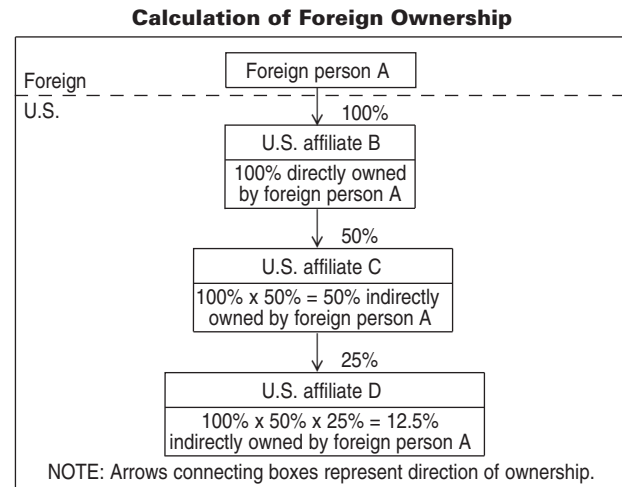 Calculation of Foreign Ownership
Foreign person A
Foreign
U.S.
100%
U.S. affiliate B
100% directly owned
by foreign person A
50%
U.S. affiliate C
100% x 50% = 50% indirectly
owned by foreign person A
25%
U.S. affiliate D
100% x 50% x 25% = 12.5%
indirectly owned by foreign person A
NOTE: Arrows connecting boxes represent direction of ownership.